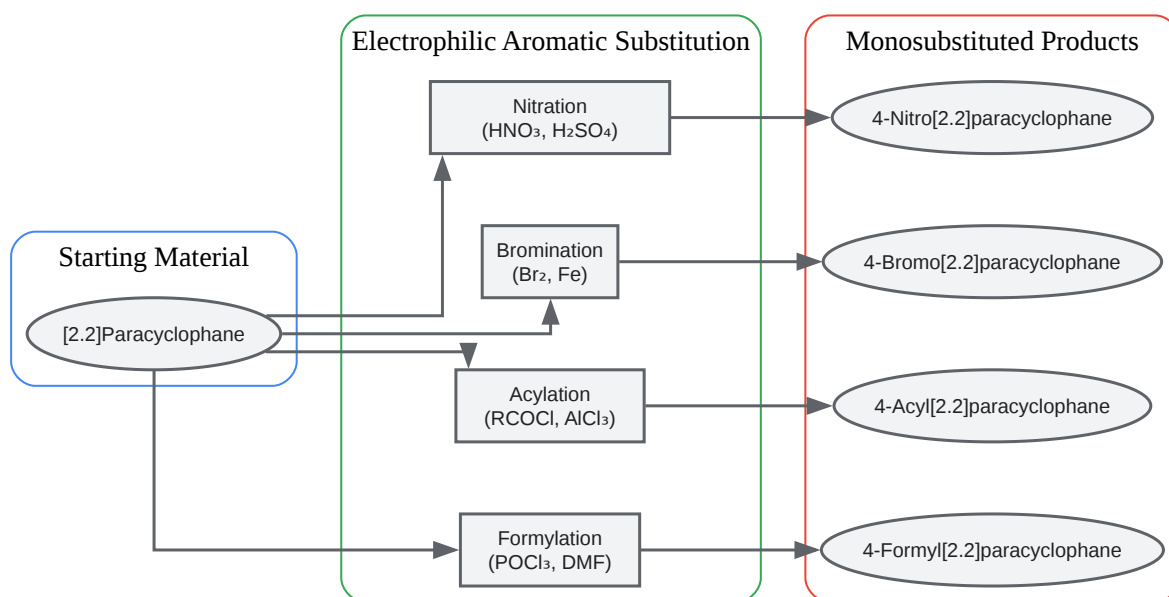 Electrophilic Aromatic Substitution
Monosubstituted Products
Nitration
(HNO₃, H₂SO₄)
4-Nitro[2.2]paracyclophane
Starting Material
Bromination
(Br₂, Fe)
4-Bromo[2.2]paracyclophane
[2.2]Paracyclophane
Acylation
(RCOCl, AlCl₃)
4-Acyl[2.2]paracyclophane
Formylation
(POCl₃, DMF)
4-Formyl[2.2]paracyclophane